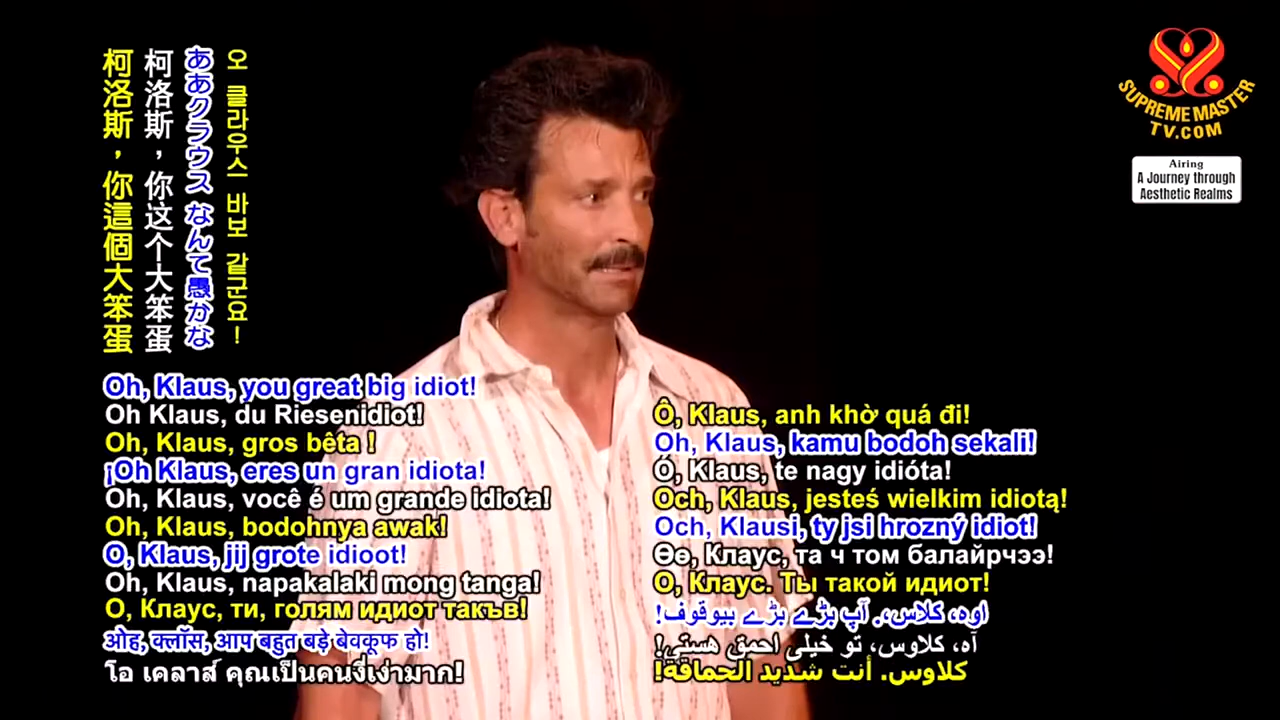 柯洛斯，你這個大笨蛋
柯洛斯，你这个大笨蛋
ああクラウス なんて愚かな
오 클라우스 바보 같군요!
SUPREME MASTER
TV.COM
Airing
A Journey through
Aesthetic Realms
Oh, Klaus, you great big idiot!
Oh Klaus, du Riesenidiot!
Oh, Klaus, gros bêta !
¡Oh Klaus, eres un gran idiota!
Oh, Klaus, você é um grande idiota!
Oh, Klaus, bodohnya awak!
O, Klaus, jij grote idioot!
Oh, Klaus, napakalaki mong tanga!
О, Клаус, ти, голям идиот такъв!
ओह, क्लॉस, आप बहुत बड़े बेवकूफ हो!
โอ เคลาส์ คุณเป็นคนงี่เง่ามาก!
Ô, Klaus, anh khờ quá đi!
Oh, Klaus, kamu bodoh sekali!
Ó, Klaus, te nagy idióta!
Och, Klaus, jesteś wielkim idiotą!
Och, Klausi, ty jsi hrozný idiot!
Өө, Клаус, та ч том балайрчээ!
О, Клаус. Ты такой идиот!
اوہ، کلاس،. آپ بڑے بڑے بیوقوف!
آه، کلاوس، تو خیلی احمق هستی!
كلاوس. أنت شديد الحماقة!